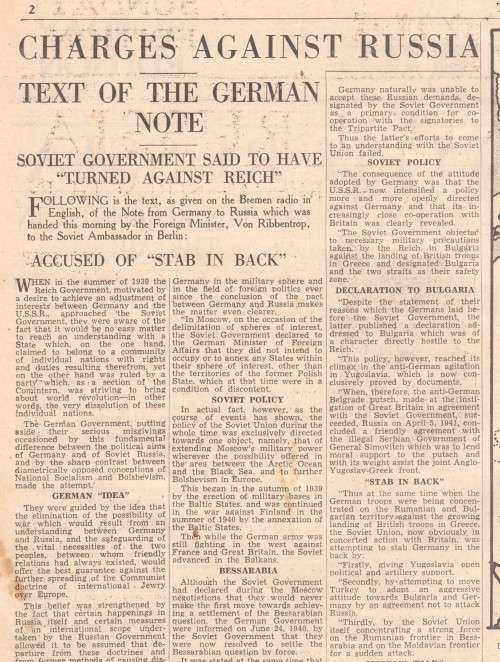 2
CHARGES AGAINST RUSSIA
TEXT OF THE GERMAN
NOTE
SOVIET GOVERNMENT SAID TO HAVE
"TURNED AGAINST REICH"
FOLLOWING is the text, as given on the Bremen radio in
English, of the Note from Germany to Russia which was
handed this morning by the Foreign Minister, Von Ribbentrop,
to the Soviet Ambassador in Berlin:
ACCUSED OF "STAB IN BACK"
WHEN in the summer of 1939 the
Reich Government, motivated by
a desire to achieve an adjustment of
interests between Germany and the
U.S.S.R., approached the Soviet
Government, they were aware of the
fact that it would be no easy matter
to reach an understanding with a
State which, on the one hand,
claimed to belong to a community
of individual nations with rights
and duties resulting therefrom, yet
on the other hand was ruled by a
party which, as a section of the
Comintern, was striving to bring
about world revolution—in other
words, the very dissolution of these
individual nations.
The German Government, putting
aside their serious misgivings
occasioned by this fundamental
difference between the political aims
of Germany and of Soviet Russia,
and by the sharp contrast between
diametrically opposed conceptions of
National Socialism and Bolshevism,
made the attempt.
GERMAN "IDEA"
They were guided by the idea that
the elimination of the possibility of
war which would result from an
understanding between Germany
and Russia, and the safeguarding of
the vital necessities of the two
peoples, between whom friendly
relations had always existed, would
offer the best guarantee against the
further spreading of the Communist
doctrine of international Jewry
over Europe.
This belief was strengthened by
the fact that certain happenings in
Russia itself and certain measures
of an international scope under-
taken by the Russian Government
allowed it to be assumed that de-
parture from these doctrines and
from former methods of causing dis-
Germany in the military sphere and
in the field of foreign politics ever
since the conclusion of the pact
between Germany and Russia makes
the matter even clearer.
"In Moscow, on the occasion of the
delimitation of spheres of interest,
the Soviet Government declared to
the German Minister of Foreign
Affairs that they did not intend to
occupy or to annex any States within
their sphere of interest, other than
the territories of the former Polish
State, which at that time were in a
condition of discontent.
SOVIET POLICY
In actual fact, however, as the
course of events has shown, the
policy of the Soviet Union during the
whole time was exclusively directed
towards one object, namely, that of
extending Moscow's military power
wherever the possibility offered in
the area between the Arctic Ocean
and the Black Sea, and to further
Bolshevism in Europe.
This began in the autumn of 1939
by the erection of military bases in
the Baltic States, and was continued
in the war against Finland in the
summer of 1940 by the annexation of
the Baltic States.
This while the German arms were
still fighting in the west against
France and Great Britain, the Soviet
advanced in the Balkans.
BESSARABIA
Although the Soviet Government
had declared during the Moscow
negotiations that they would never
make the first move towards achiev-
ing a settlement of the Bessarabian
question, the German Government
were informed on June 24, 1940, by
the Soviet Government that they
were now resolved to settle the
Bessarabian question by force.
It was stated at the same time that
Germany naturally was unable to
accept these Russian demands, de-
signated by the Soviet Government
as a primary condition for co-
operation with the signatories to
the Tripartite Pact.
Thus the latter's efforts to come
to an understanding with the Soviet
Union failed.
SOVIET POLICY
"The consequence of the attitude
adopted by Germany was that the
U.S.S.R. now intensified a policy
more and more openly directed
against Germany and that its in-
creasingly close co-operation with
Britain was clearly revealed.
"The Soviet Government objected
to necessary military precautions
taken by the Reich in Bulgaria
against the landing of British troops
in Greece and designated Bulgaria
and the two straits as their safety
zone.
DECLARATION TO BULGARIA
"Despite the statement of their
reasons which the Germans laid be-
fore the Soviet Government, the
latter published a declaration ad-
dressed to Bulgaria which was of
a character directly hostile to the
Reich.
"This policy, however, reached its
climax in the anti-German agitation
in Yugoslavia, which is now con-
clusively proved by documents.
"When, therefore, the anti-German
Belgrade putsch, made at the insti-
gation of Great Britain in agreement
with the Soviet Government, suc-
ceeded, Russia on April 5, 1941, con-
cluded a friendly agreement with
the illegal Serbian Government of
General Simovitch which was to lend
moral support to the putsch and
with its weight assist the joint Anglo-
Yugoslav-Greek front.
"STAB IN BACK"
"Thus at the same time when the
German troops were being concen-
trated on the Rumanian and Bul-
garian territory against the growing
landing of British troops in Greece,
the Soviet Union, now obviously in
concerted action with Britain, was
attempting to stab Germany in the
back by:
"Firstly, giving Yugoslavia open
political and artillery support.
"Secondly, by attempting to move
Turkey to adopt an aggressive
attitude towards Bulgaria and Ger-
many by an agreement not to attack
Russia.
"Thirdly, by the Soviet Union
itself concentrating a strong force
on the Rumanian frontier in Bess-
arabia and on the Moldavian frontier
for a sudden attack.